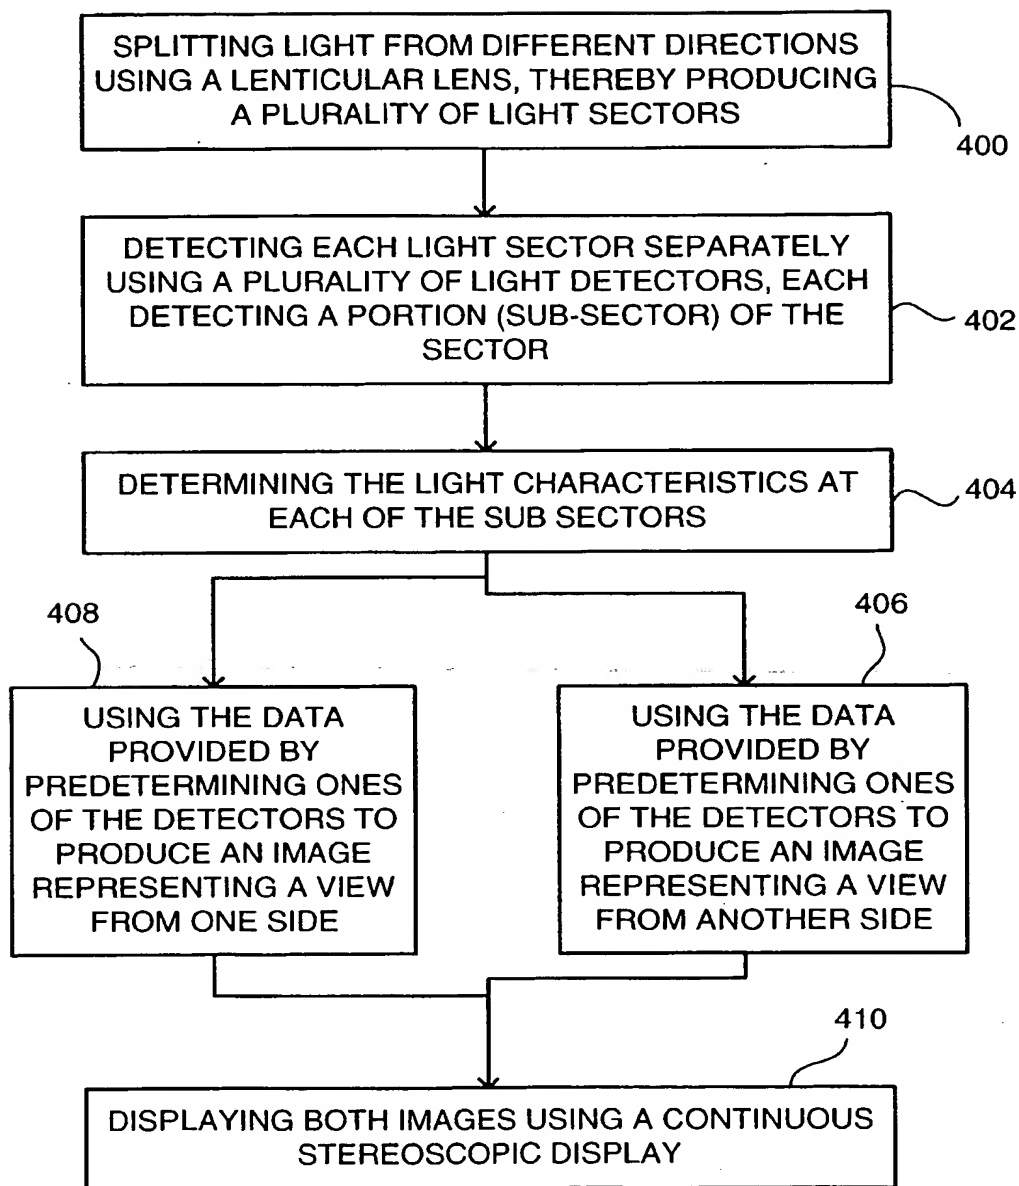 SPLITTING LIGHT FROM DIFFERENT DIRECTIONS
USING A LENTICULAR LENS, THEREBY PRODUCING
A PLURALITY OF LIGHT SECTORS
400
DETECTING EACH LIGHT SECTOR SEPARATELY
USING A PLURALITY OF LIGHT DETECTORS, EACH
DETECTING A PORTION (SUB-SECTOR) OF THE
SECTOR
402
DETERMINING THE LIGHT CHARACTERISTICS AT
EACH OF THE SUB SECTORS
404
408
USING THE DATA
PROVIDED BY
PREDETERMINING ONES
OF THE DETECTORS TO
PRODUCE AN IMAGE
REPRESENTING A VIEW
FROM ONE SIDE
406
USING THE DATA
PROVIDED BY
PREDETERMINING ONES
OF THE DETECTORS TO
PRODUCE AN IMAGE
REPRESENTING A VIEW
FROM ANOTHER SIDE
410
DISPLAYING BOTH IMAGES USING A CONTINUOUS
STEREOSCOPIC DISPLAY